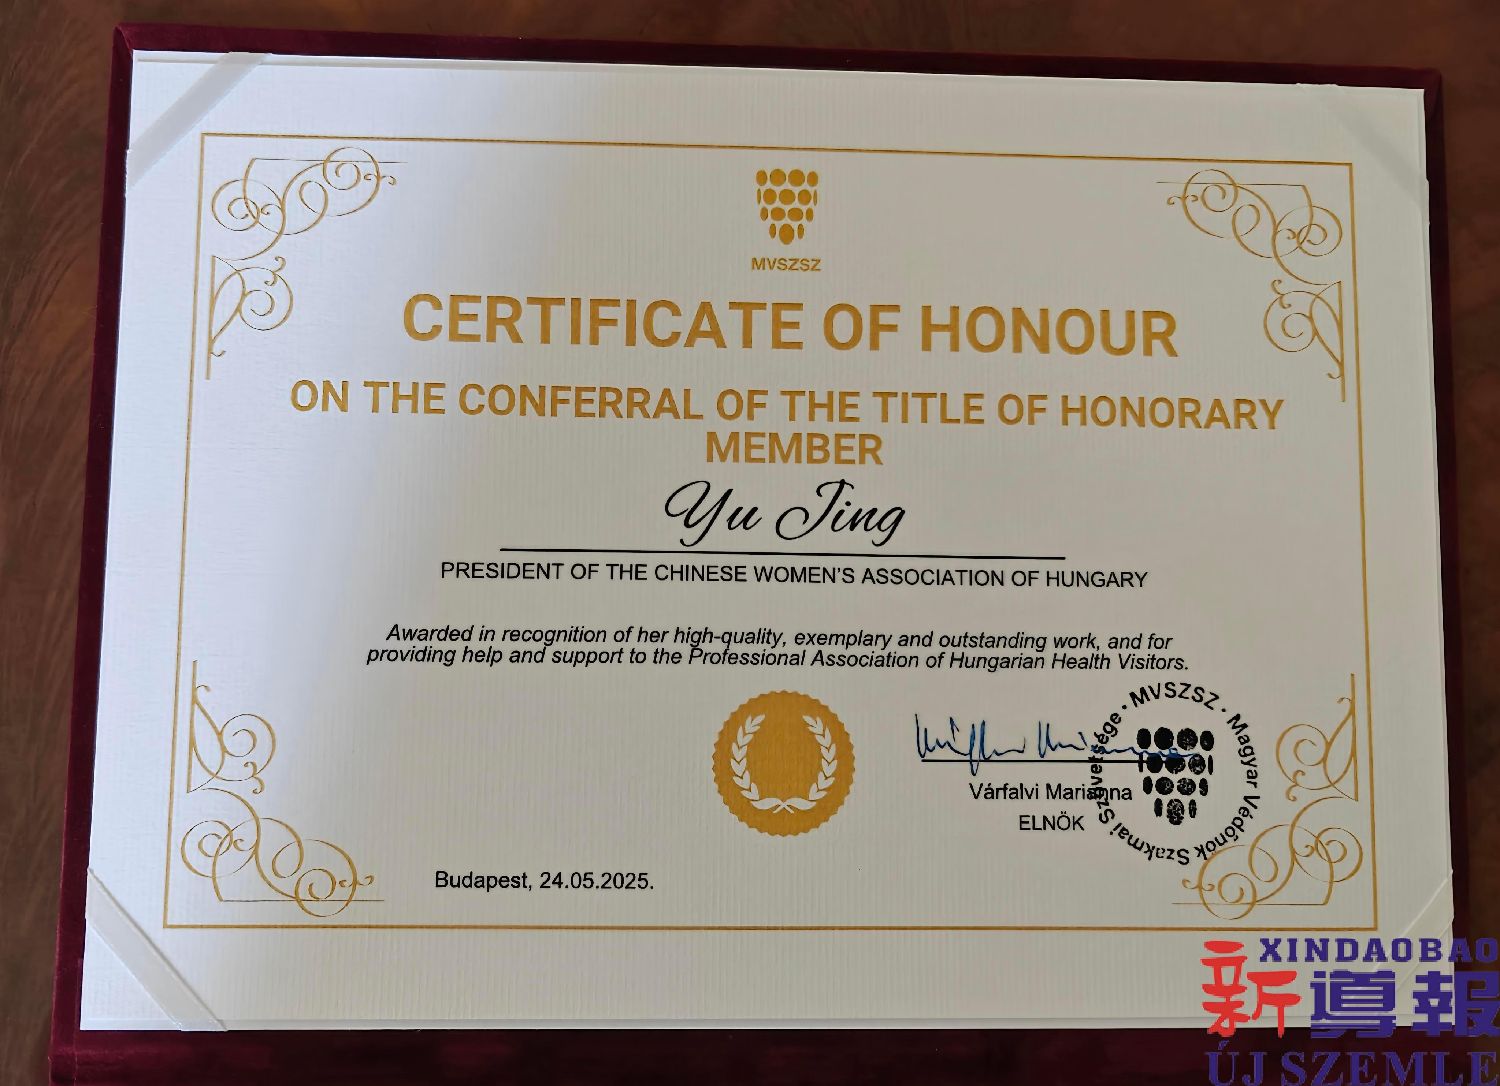 MVSZSZ
CERTIFICATE OF HONOUR
ON THE CONFERRAL OF THE TITLE OF HONORARY
MEMBER
Yu Jing
PRESIDENT OF THE CHINESE WOMEN'S ASSOCIATION OF HUNGARY
Awarded in recognition of her high-quality, exemplary and outstanding work, and for
providing help and support to the Professional Association of Hungarian Health Visitors.
MVSZSZ · Magyar Védőnők Szakmai Szövetsége ·
Várfalvi Marianna
ELNÖK
Budapest, 24.05.2025.
XINDAOBAO
新導報
ÚJ SZEMLE